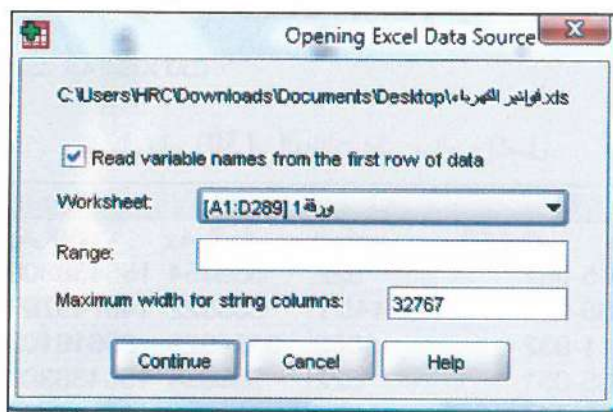 Opening Excel Data Source
C:\Users\HRC\Downloads\Documents\Desktop\فواتير الكهرباء.xls
Read variable names from the first row of data
Worksheet: [A1:D289] ورقة1
Range:
Maximum width for string columns: 32767
Continue Cancel Help